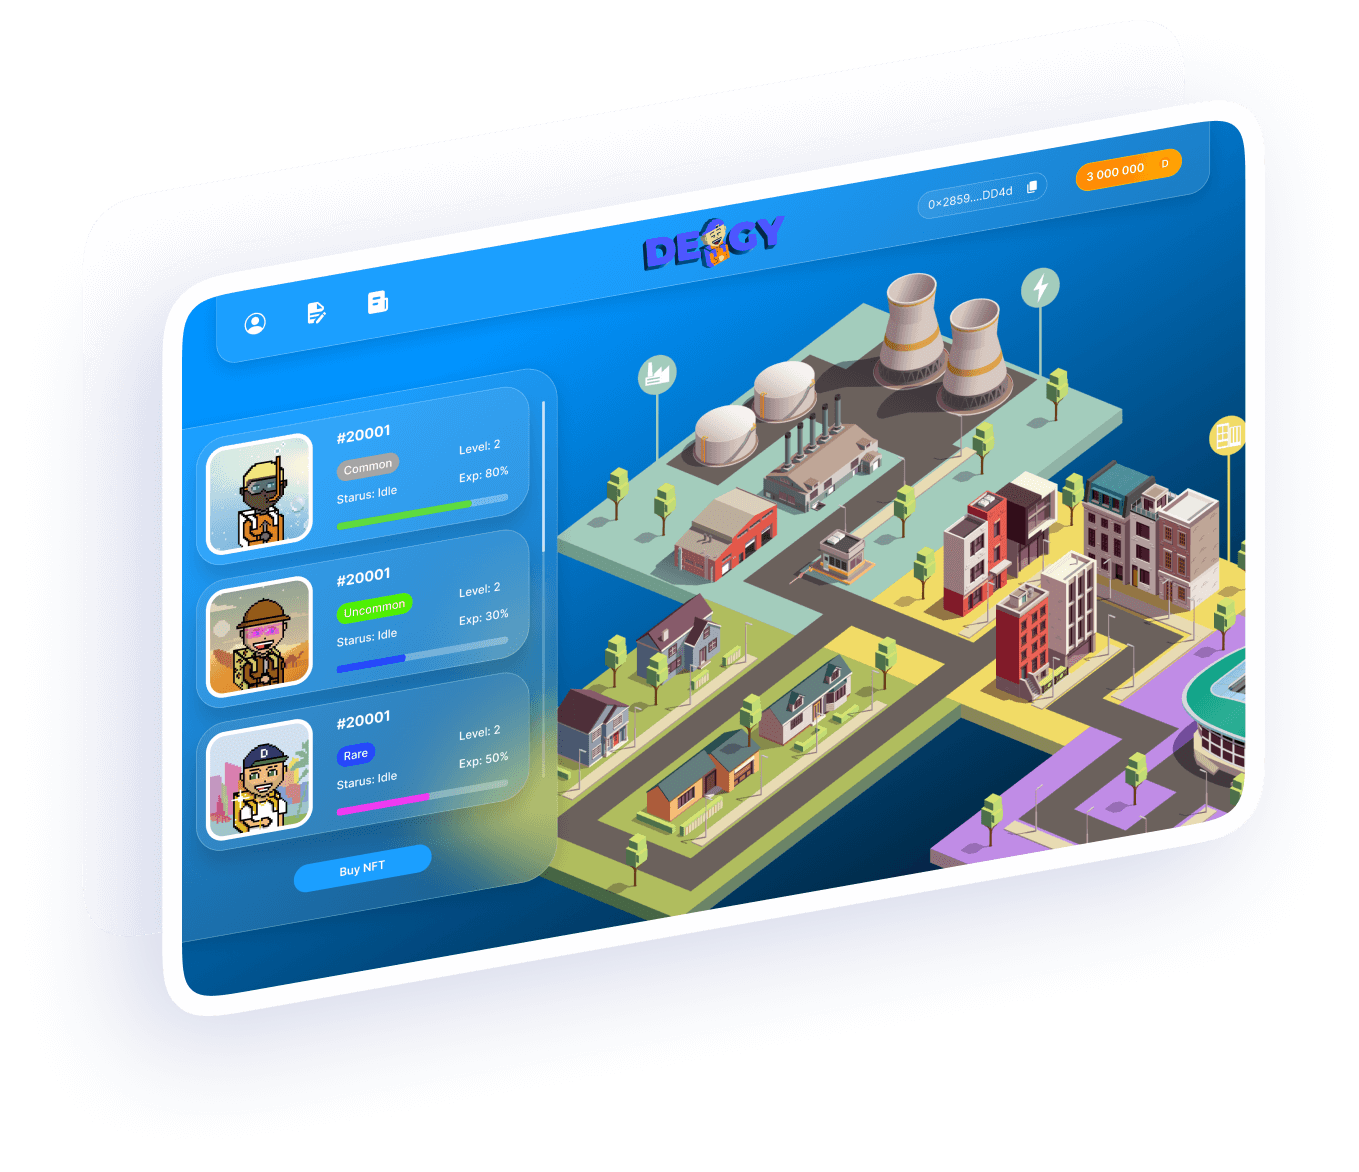 DEGGY
0×2859....DD4d
3 000 000 D
#20001
Common
Level: 2
Starus: Idle
Exp: 80%
#20001
Uncommon
Level: 2
Starus: Idle
Exp: 30%
#20001
Rare
Level: 2
Starus: Idle
Exp: 50%
D
Buy NFT